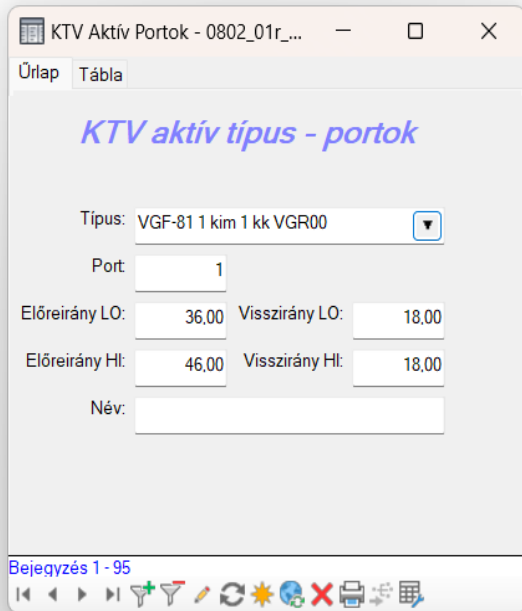 KTV Aktív Portok - 0802_01r_...
Űrlap Tábla
KTV aktív típus - portok
Típus: VGF-81 1 kim 1 kk VGR00
Port: 1
Előreirány LO: 36,00 Visszirány LO: 18,00
Előreirány HI: 46,00 Visszirány HI: 18,00
Név:
Bejegyzés 1 - 95